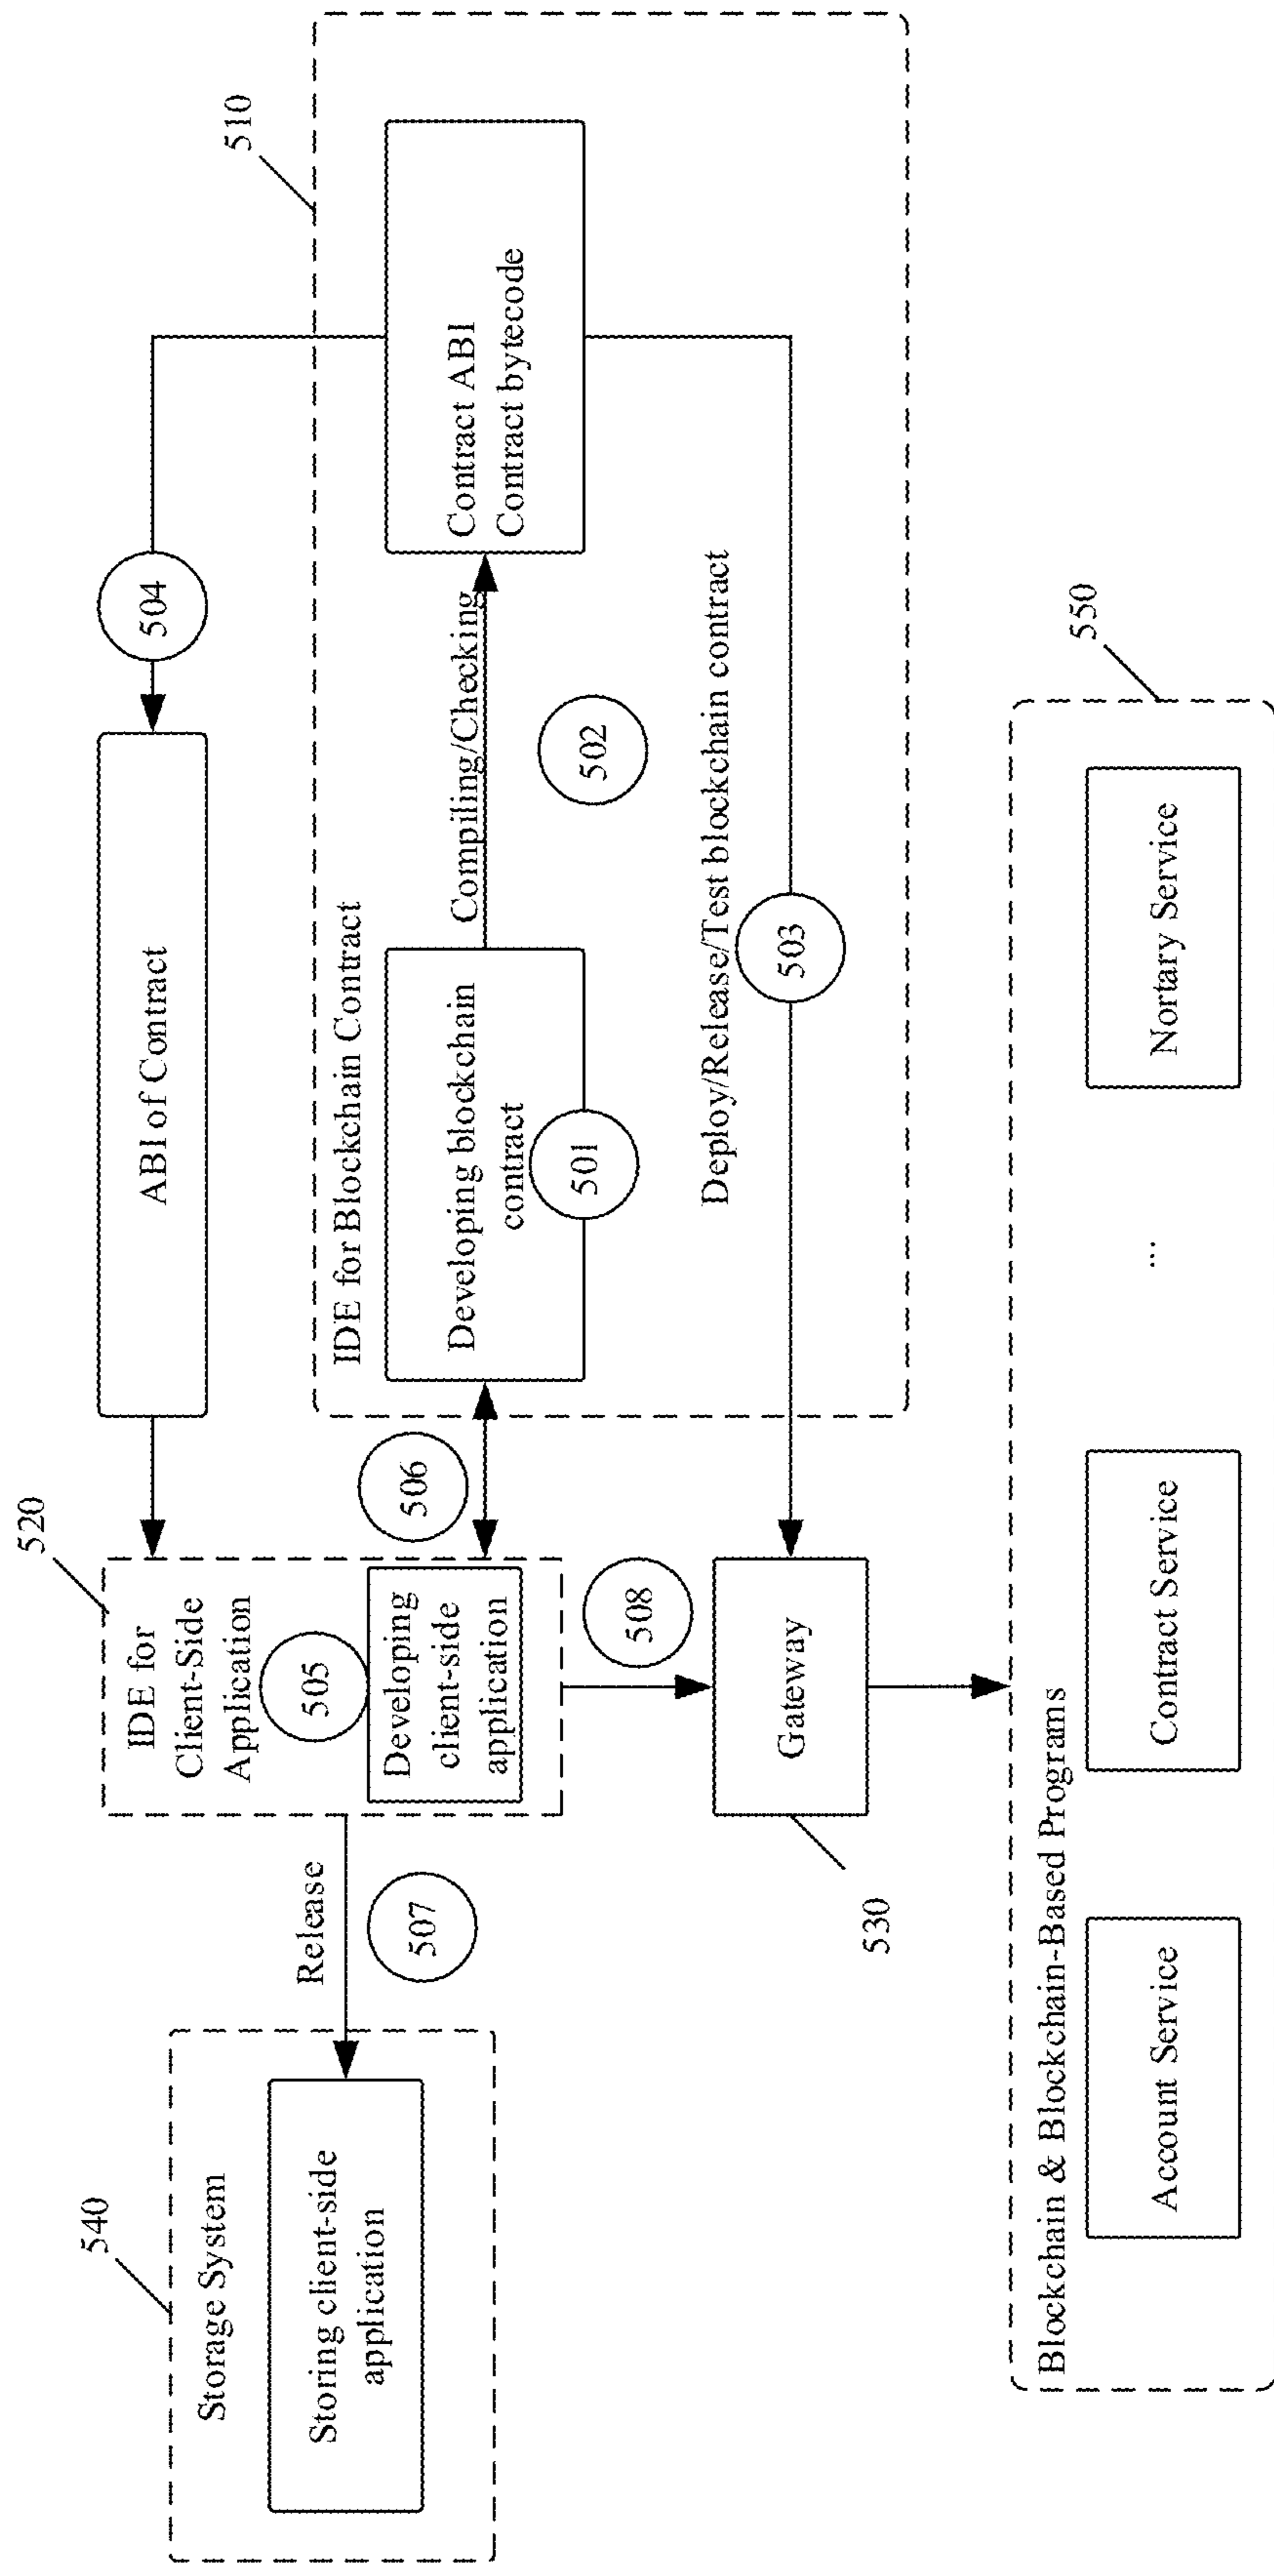 540
Storage System
Storing client-side
application
Release
507
520
IDE for
Client-Side
Application
505
Developing
client-side
application
506
508
ABI of Contract
504
510
IDE for Blockchain Contract
Developing blockchain
contract
501
Compiling/Checking
502
Contract ABI
Contract bytecode
Deploy/Release/Test blockchain contract
503
Gateway
530
550
Blockchain & Blockchain-Based Programs
Account Service
Contract Service
...
Nortary Service